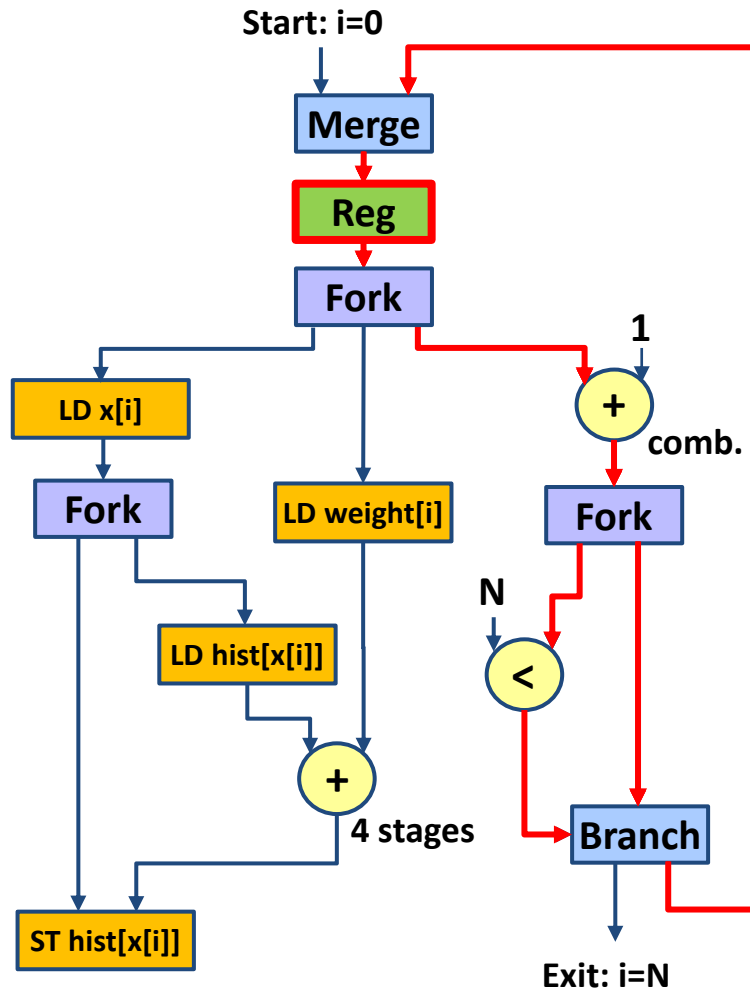 Start: i=0
Merge
Reg
Fork
1
LD x[i]
+
comb.
Fork
LD weight[i]
Fork
N
LD hist[x[i]]
<
+
4 stages
Branch
ST hist[x[i]]
Exit: i=N